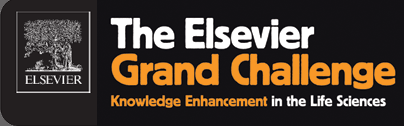 ELSEVIER
The Elsevier
Grand Challenge
Knowledge Enhancement in the Life Sciences